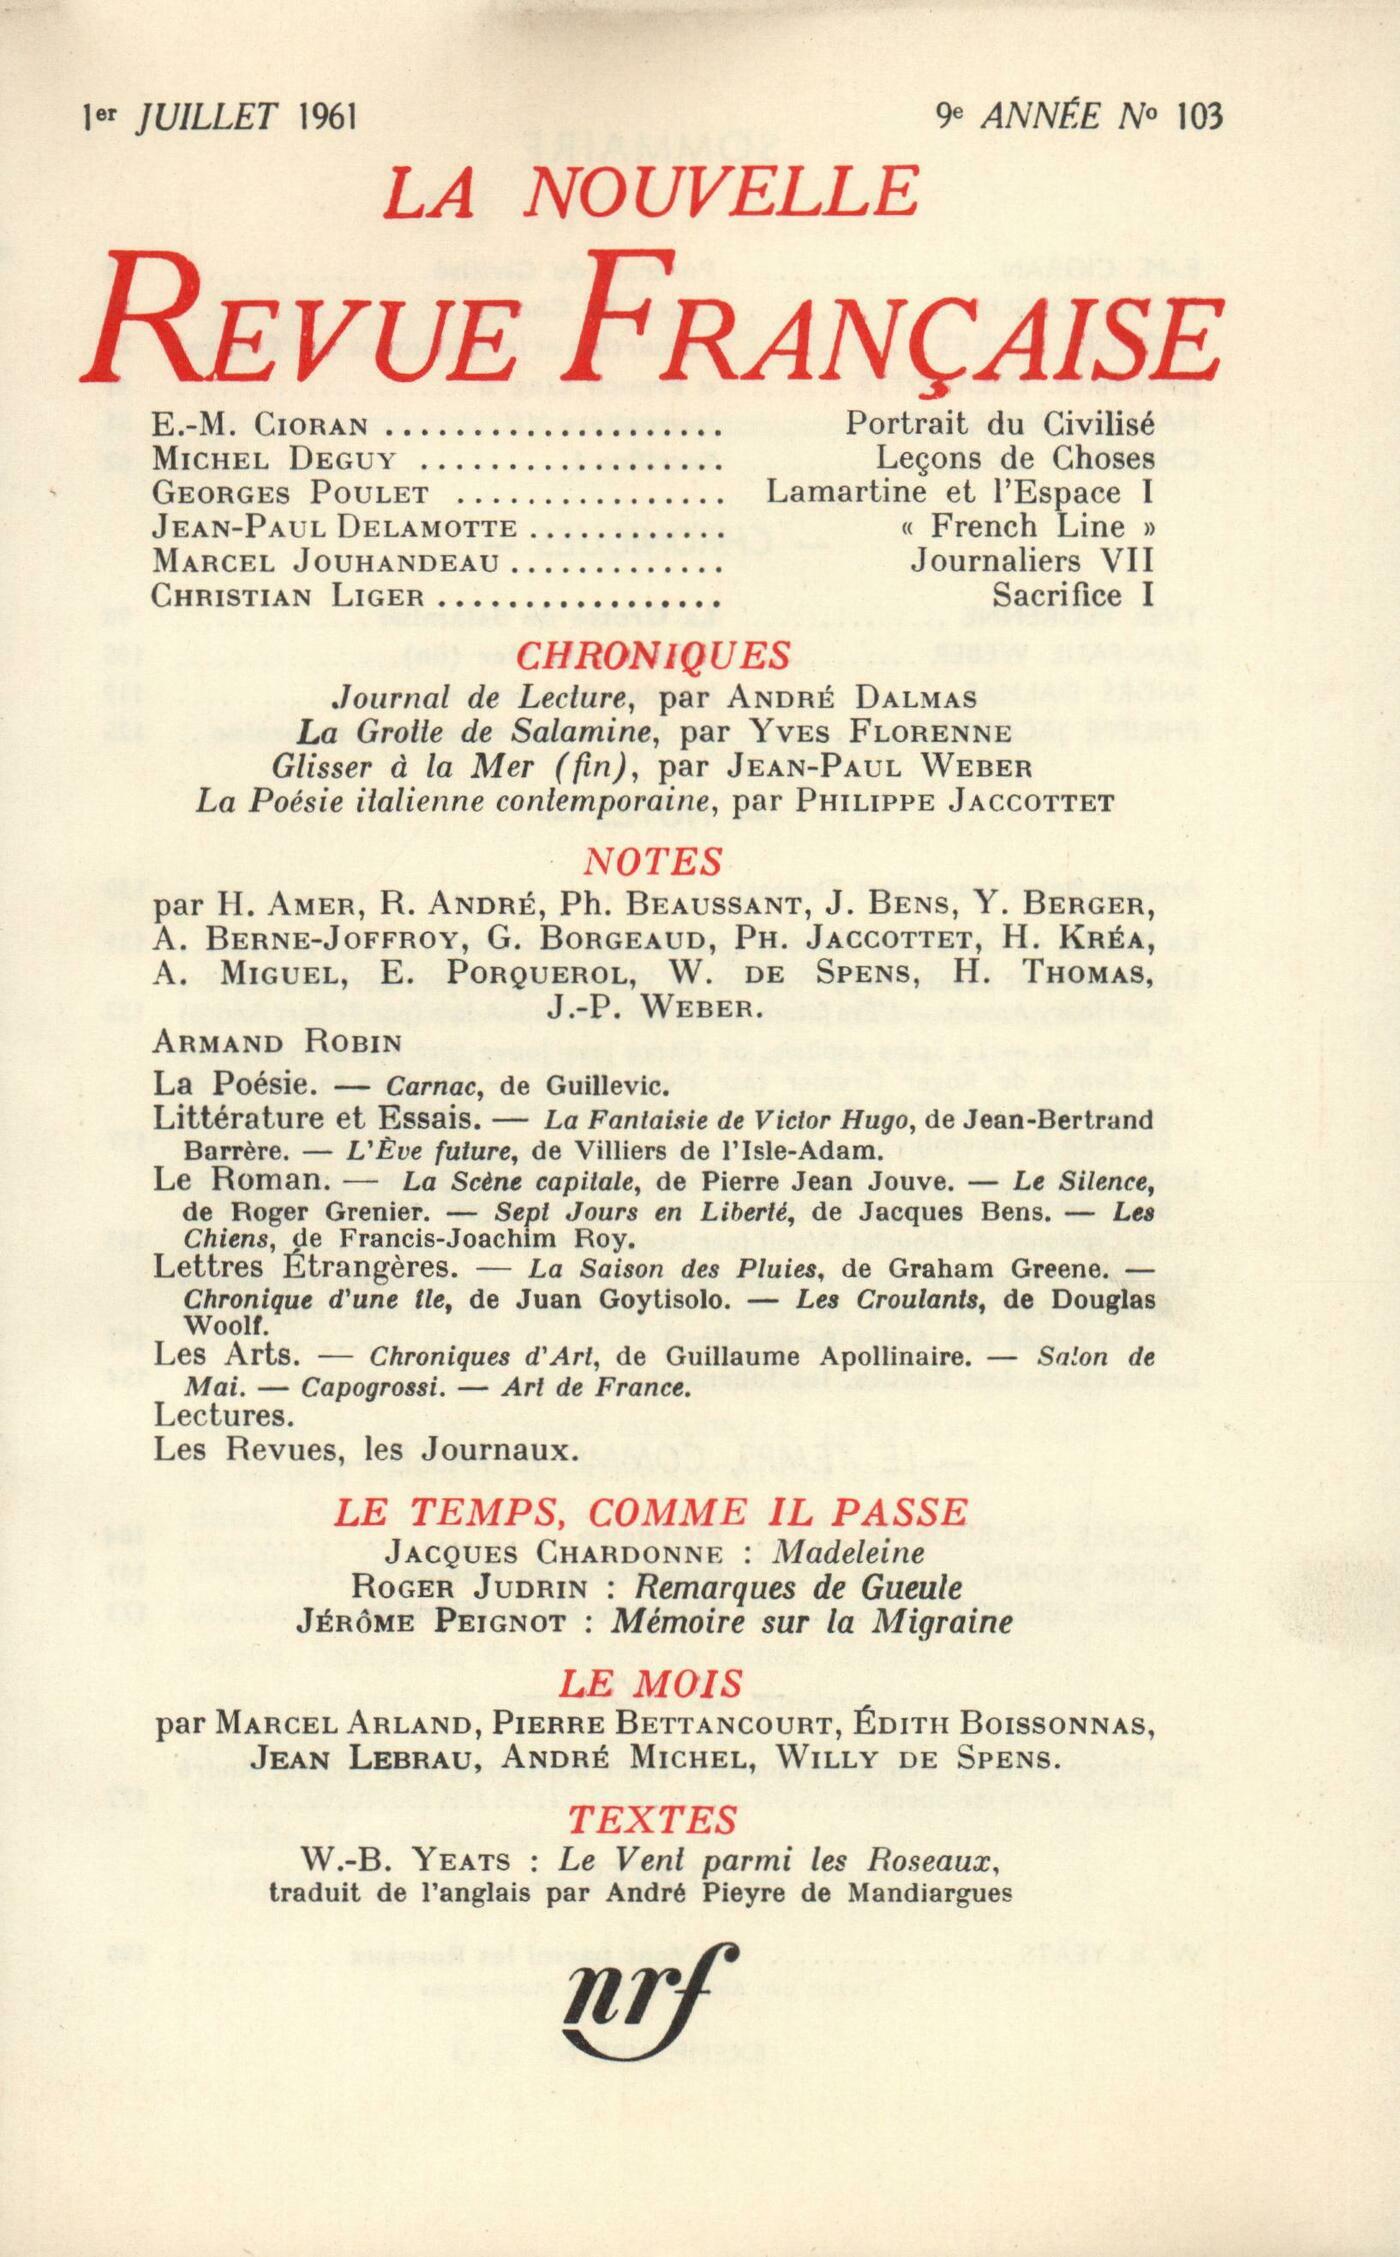 1er JUILLET 1961 9e ANNÉE No 103
LA NOUVELLE
REVUE FRANÇAISE
E.-M. CIORAN .................... Portrait du Civilisé
MICHEL DEGUY .................. Leçons de Choses
GEORGES POULET ................ Lamartine et l'Espace I
JEAN-PAUL DELAMOTTE ............ « French Line »
MARCEL JOUHANDEAU ............. Journaliers VII
CHRISTIAN LIGER ................. Sacrifice I
CHRONIQUES
Journal de Lecture, par ANDRÉ DALMAS
La Grotte de Salamine, par YVES FLORENNE
Glisser à la Mer (fin), par JEAN-PAUL WEBER
La Poésie italienne contemporaine, par PHILIPPE JACCOTTET
NOTES
par H. AMER, R. ANDRÉ, Ph. BEAUSSANT, J. BENS, Y. BERGER,
A. BERNE-JOFFROY, G. BORGEAUD, PH. JACCOTTET, H. KRÉA,
A. MIGUEL, E. PORQUEROL, W. DE SPENS, H. THOMAS,
J.-P. WEBER.
ARMAND ROBIN
La Poésie. — Carnac, de Guillevic.
Littérature et Essais. — La Fantaisie de Victor Hugo, de Jean-Bertrand
Barrère. — L'Ève future, de Villiers de l'Isle-Adam.
Le Roman. — La Scène capitale, de Pierre Jean Jouve. — Le Silence,
de Roger Grenier. — Sept Jours en Liberté, de Jacques Bens. — Les
Chiens, de Francis-Joachim Roy.
Lettres Étrangères. — La Saison des Pluies, de Graham Greene. —
Chronique d'une île, de Juan Goytisolo. — Les Croulants, de Douglas
Woolf.
Les Arts. — Chroniques d'Art, de Guillaume Apollinaire. — Salon de
Mai. — Capogrossi. — Art de France.
Lectures.
Les Revues, les Journaux.
LE TEMPS, COMME IL PASSE
JACQUES CHARDONNE : Madeleine
ROGER JUDRIN : Remarques de Gueule
JÉRÔME PEIGNOT : Mémoire sur la Migraine
LE MOIS
par MARCEL ARLAND, PIERRE BETTANCOURT, ÉDITH BOISSONNAS,
JEAN LEBRAU, ANDRÉ MICHEL, WILLY DE SPENS.
TEXTES
W.-B. YEATS : Le Vent parmi les Roseaux,
traduit de l'anglais par André Pieyre de Mandiargues
nrf